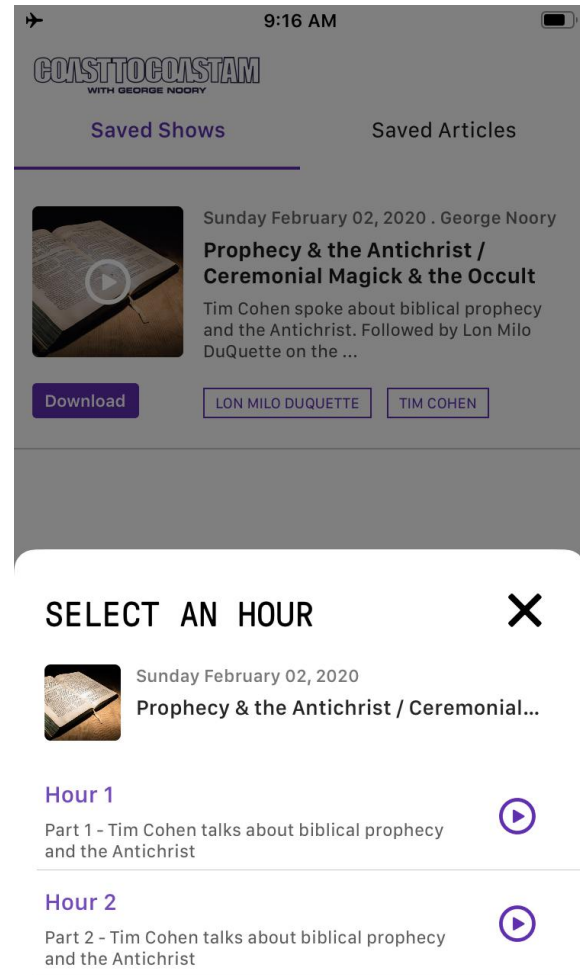 9:16 AM
COASTTOCOASTAM
WITH GEORGE NOORY
Saved Shows
Saved Articles
Sunday February 02, 2020 . George Noory
Prophecy & the Antichrist /
Ceremonial Magick & the Occult
Tim Cohen spoke about biblical prophecy
and the Antichrist. Followed by Lon Milo
DuQuette on the ...
Download
LON MILO DUQUETTE
TIM COHEN
SELECT AN HOUR
Sunday February 02, 2020
Prophecy & the Antichrist / Ceremonial...
Hour 1
Part 1 - Tim Cohen talks about biblical prophecy
and the Antichrist
Hour 2
Part 2 - Tim Cohen talks about biblical prophecy
and the Antichrist